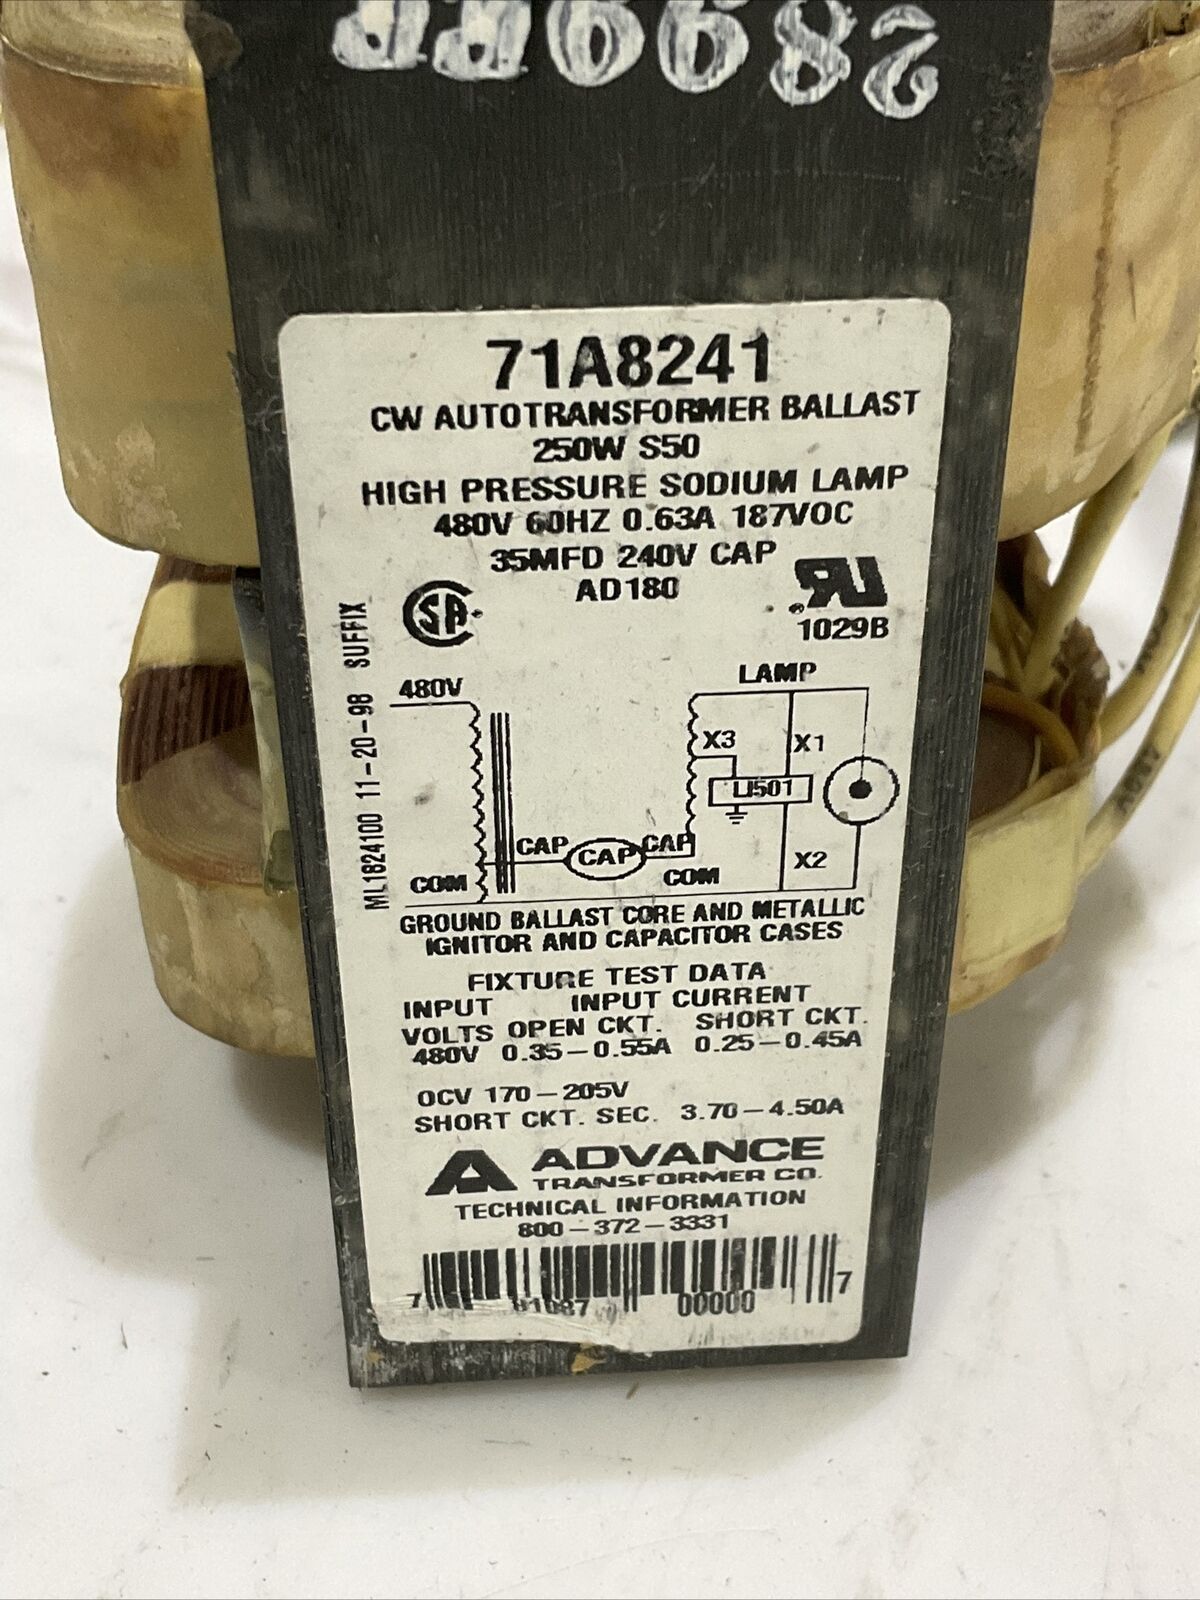 71A8241
CW AUTOTRANSFORMER BALLAST
250W S50
HIGH PRESSURE SODIUM LAMP
480V 60HZ 0.63A 187VOC
35MFD 240V CAP
AD180
1029B
ML1824100 11-20-98 SUFFIX
480V
LAMP
X3
X1
LI501
CAP
CAP
CAP
X2
COM
COM
GROUND BALLAST CORE AND METALLIC
IGNITOR AND CAPACITOR CASES
FIXTURE TEST DATA
INPUT INPUT CURRENT
VOLTS OPEN CKT. SHORT CKT.
480V 0.35-0.55A 0.25-0.45A
OCV 170-205V
SHORT CKT. SEC. 3.70-4.50A
ADVANCE
TRANSFORMER CO.
TECHNICAL INFORMATION
800-372-3331
7 81087 00000 7